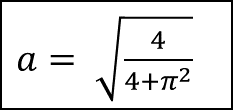 a = √(4/(4+π²))